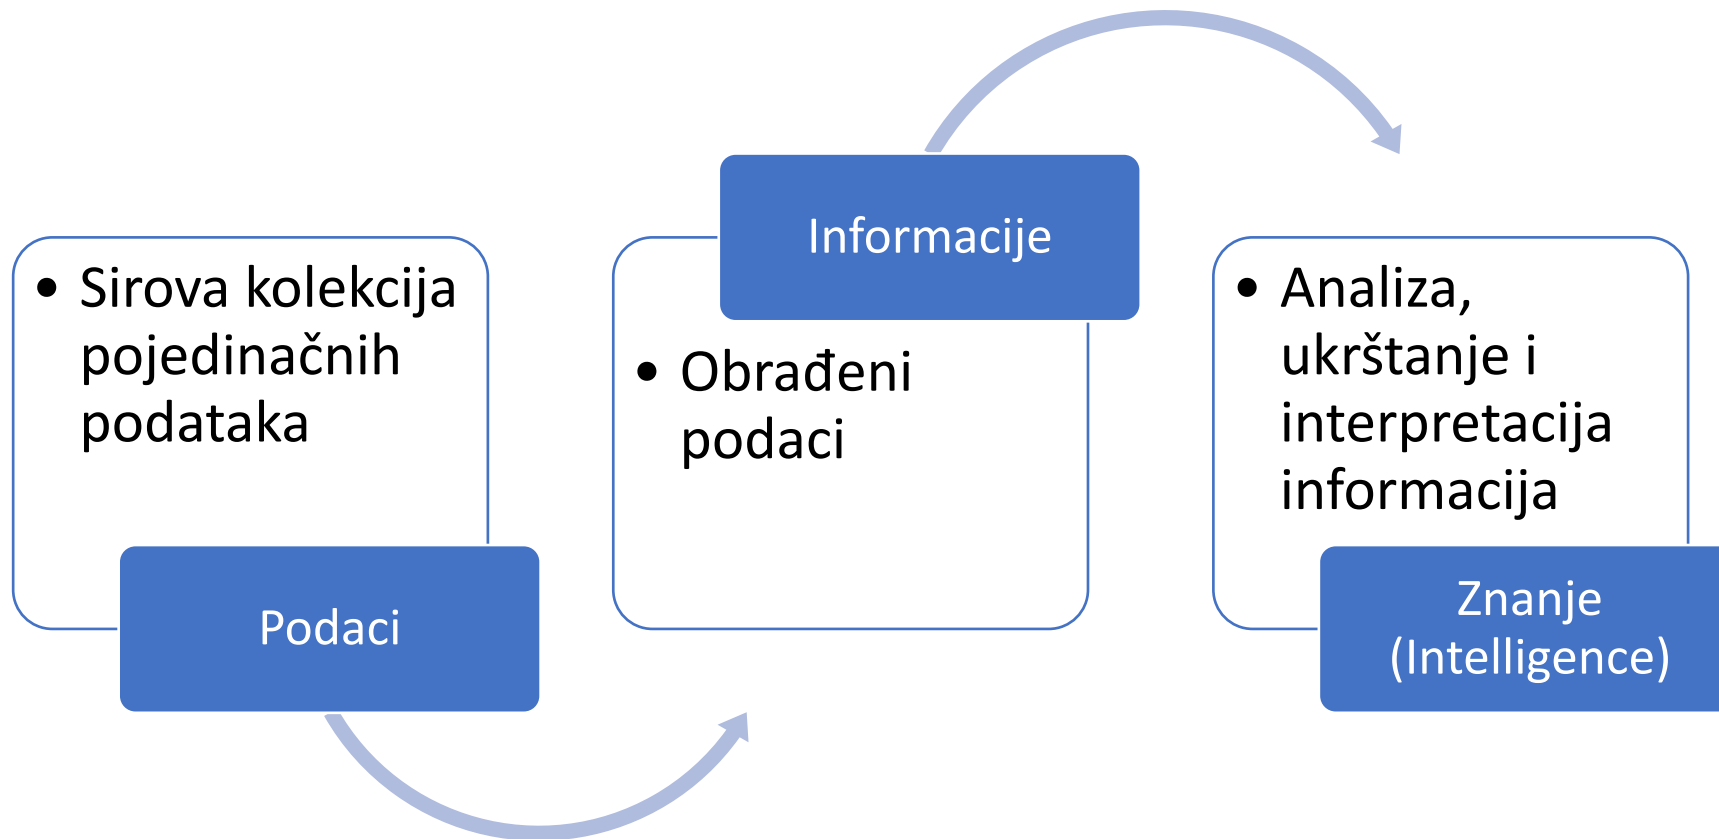 • Sirova kolekcija
pojedinačnih
podataka
Podaci
Informacije
• Obrađeni
podaci
• Analiza,
ukrštanje i
interpretacija
informacija
Znanje
(Intelligence)